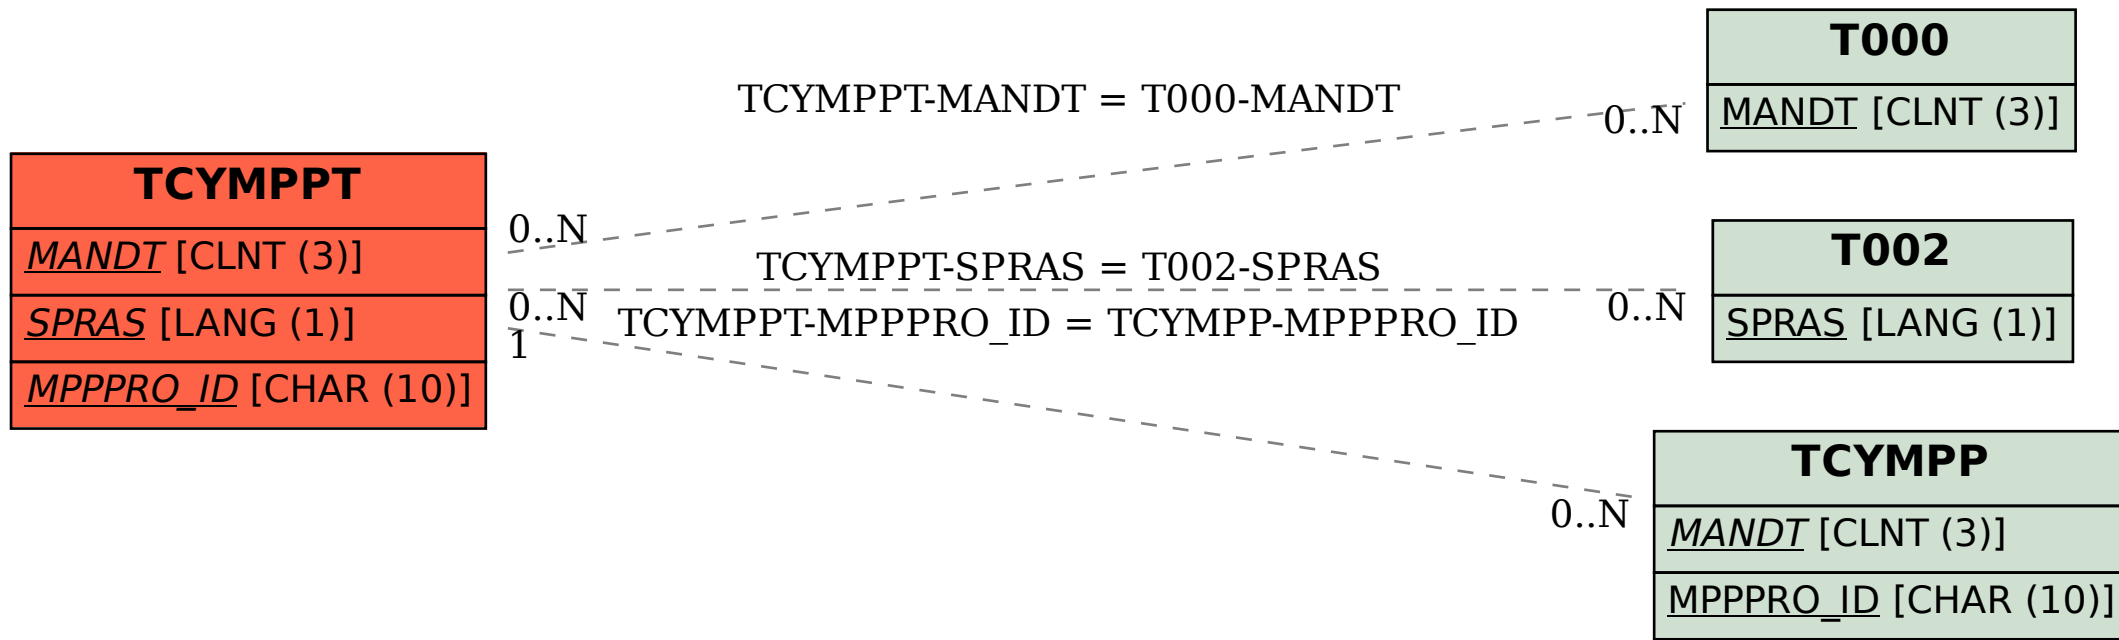 TCYMPPT
MANDT [CLNT (3)]
SPRAS [LANG (1)]
MPPPRO_ID [CHAR (10)]
TCYMPPT-MANDT = T000-MANDT
0..N
0..N
TCYMPPT-SPRAS = T002-SPRAS
0..N
0..N
TCYMPPT-MPPPRO_ID = TCYMPP-MPPPRO_ID
1
0..N
T000
MANDT [CLNT (3)]
T002
SPRAS [LANG (1)]
TCYMPP
MANDT [CLNT (3)]
MPPPRO_ID [CHAR (10)]